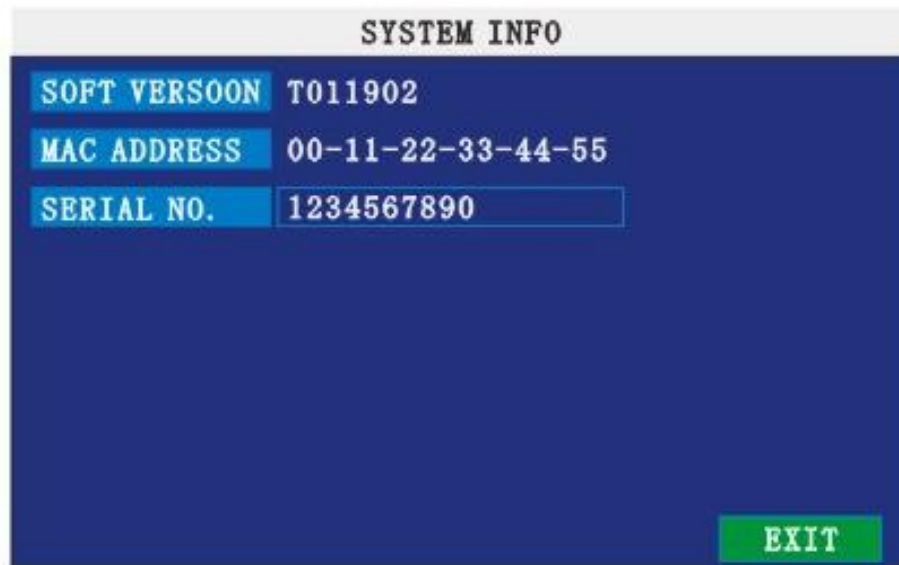 SYSTEM INFO
SOFT VERSOON T011902
MAC ADDRESS 00-11-22-33-44-55
SERIAL NO. 1234567890
EXIT